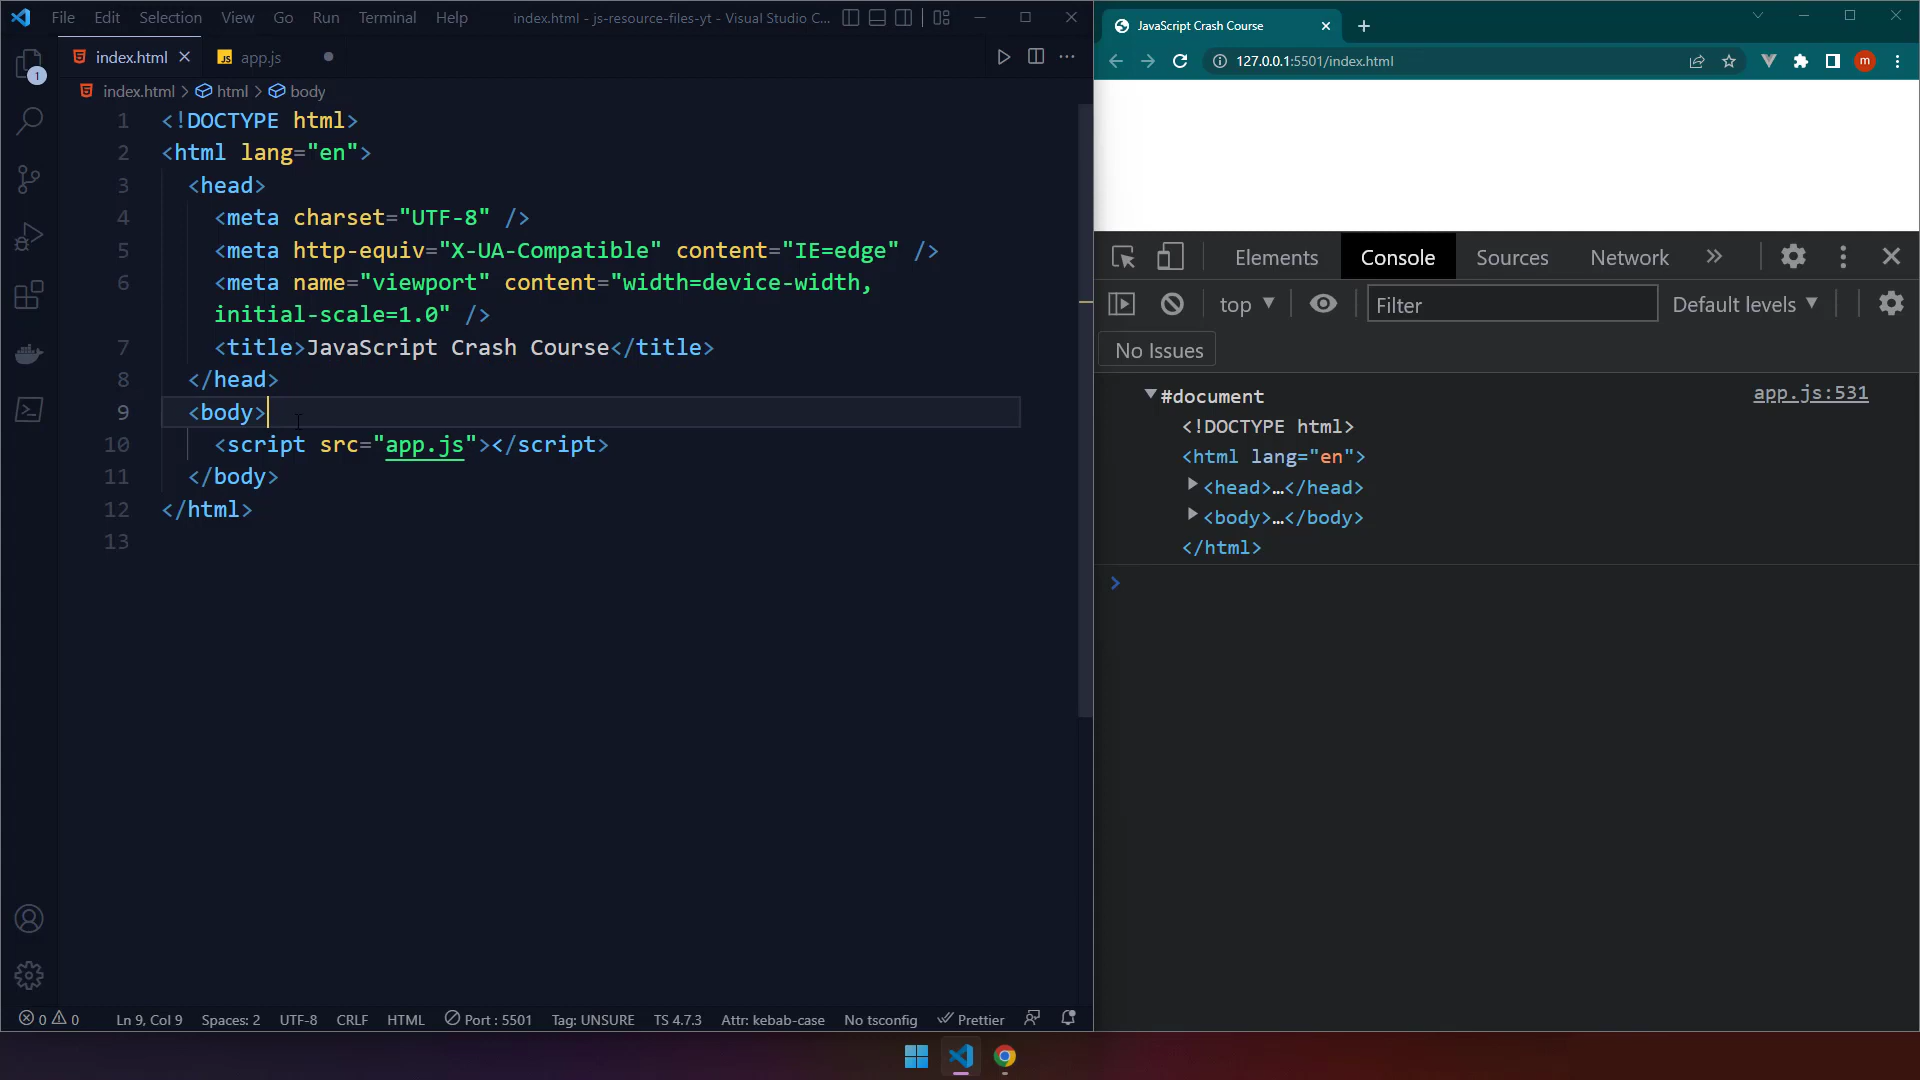 File Edit Selection View Go Run Terminal Help index.html - js-resource-files-yt - Visual Studio C...
index.html app.js
1
index.html > html > body
1 <!DOCTYPE html>
2 <html lang="en">
3 <head>
4 <meta charset="UTF-8" />
5 <meta http-equiv="X-UA-Compatible" content="IE=edge" />
6 <meta name="viewport" content="width=device-width,
initial-scale=1.0" />
7 <title>JavaScript Crash Course</title>
8 </head>
9 <body>
10 <script src="app.js"></script>
11 </body>
12 </html>
13
0 0 Ln 9, Col 9 Spaces: 2 UTF-8 CRLF HTML Port : 5501 Tag: UNSURE TS 4.7.3 Attr: kebab-case No tsconfig Prettier
JavaScript Crash Course
127.0.0.1:5501/index.html
m
Elements Console Sources Network
top Filter Default levels
No Issues
#document app.js:531
<!DOCTYPE html>
<html lang="en">
<head>…</head>
<body>…</body>
</html>